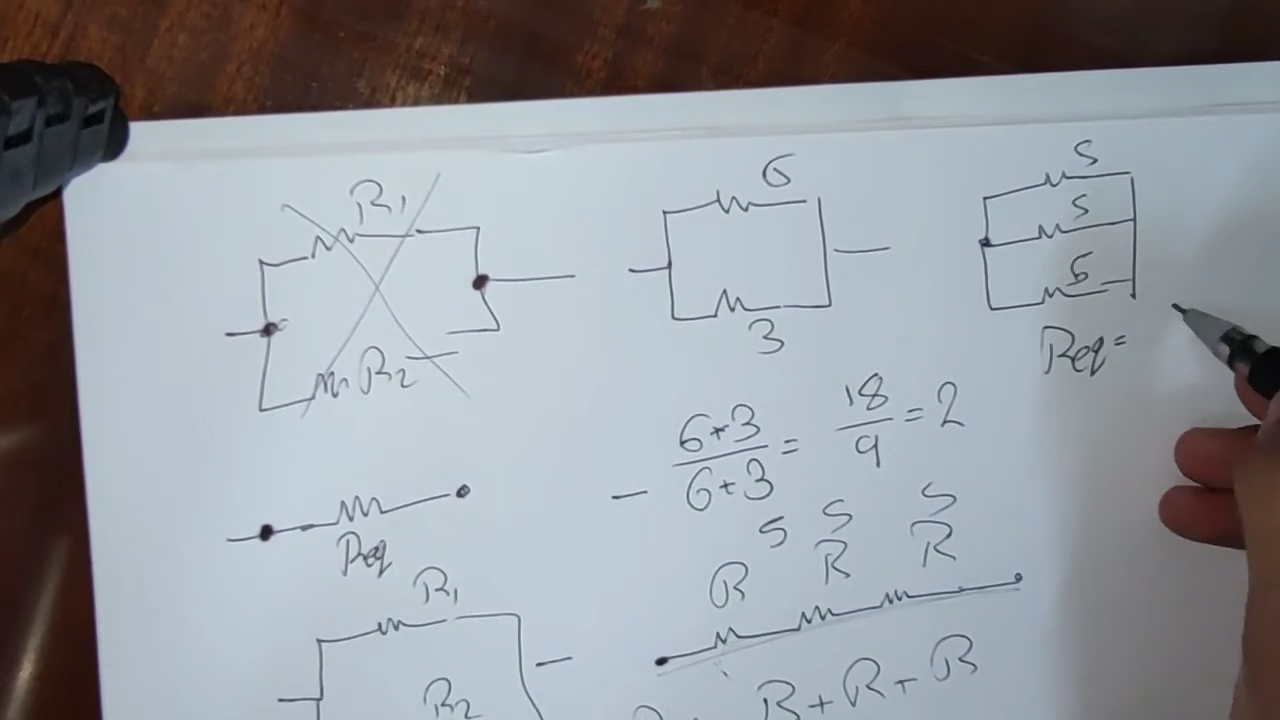 R1
R2
Req
R1
R2
6
3
6*3/6+3 = 18/9 = 2
5 5 5
R R R
R+R+R
5
5
5
Req=